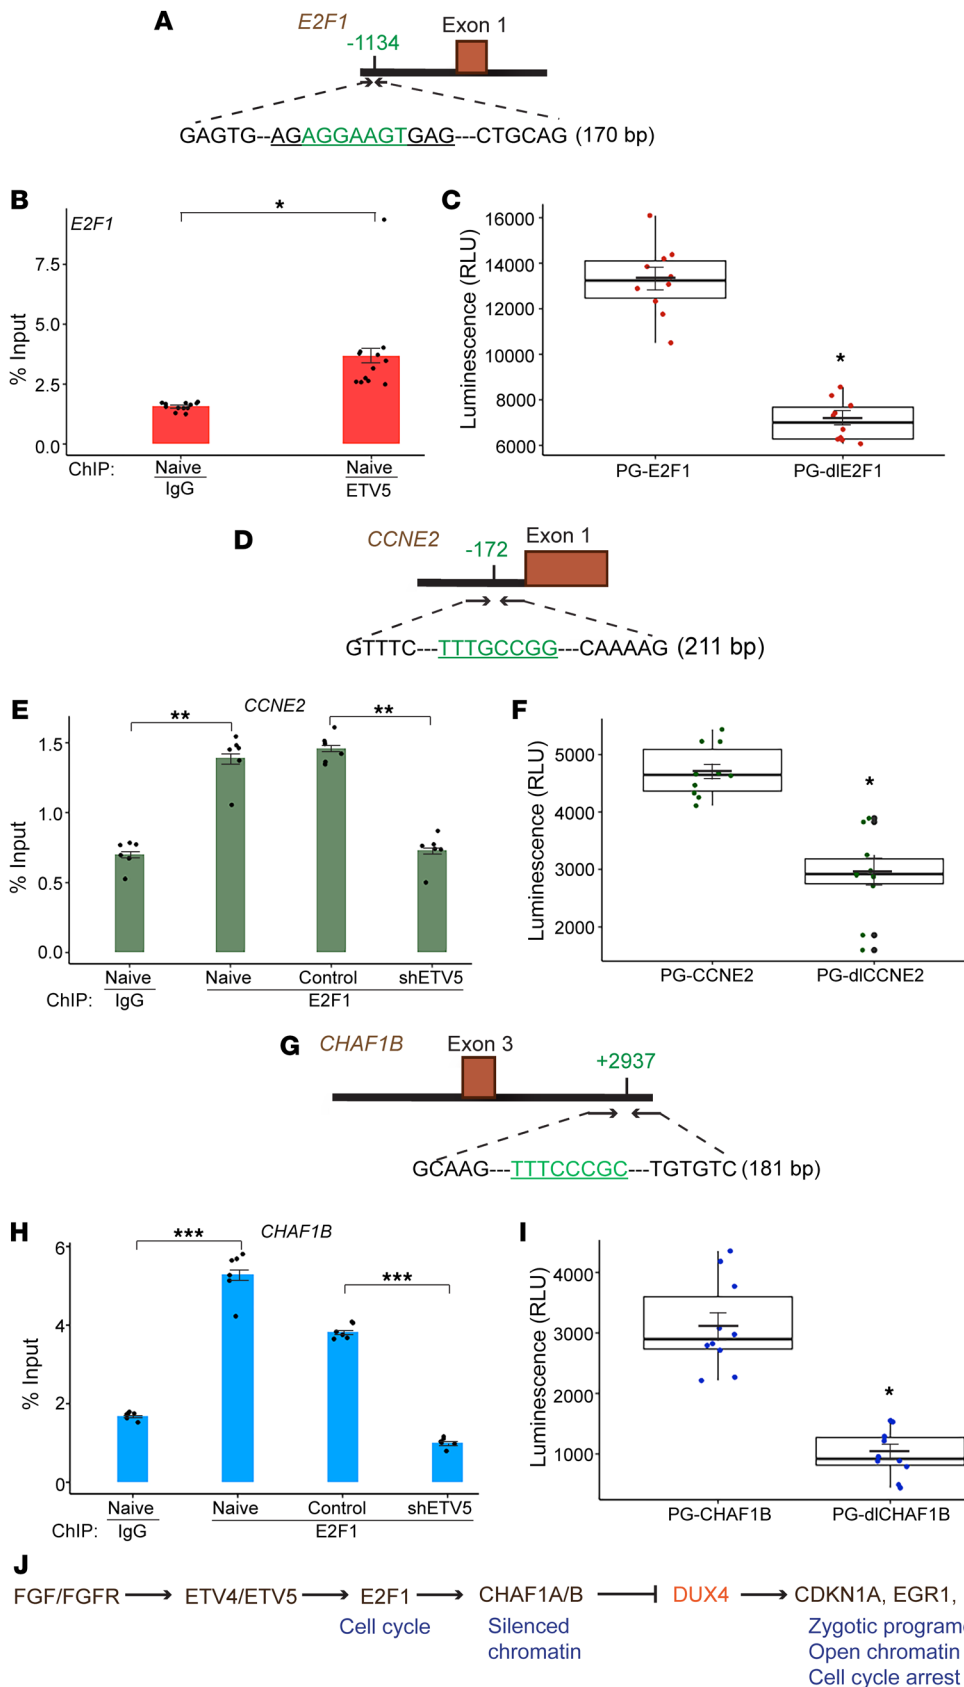 A
E2F1
Exon 1
-1134
GAGTG--AGAGGAAGTGAG---CTGCAG (170 bp)
B
E2F1
*
% Input
7.5
5.0
2.5
0.0
ChIP:
Naive
IgG
Naive
ETV5
C
Luminescence (RLU)
16000
14000
12000
10000
8000
6000
*
PG-E2F1
PG-dlE2F1
D
CCNE2
Exon 1
-172
GTTTC---TTTGCCGG---CAAAAG (211 bp)
E
CCNE2
**
**
% Input
1.5
1.0
0.5
0.0
Naive
Naive
Control
shETV5
ChIP:
IgG
E2F1
F
Luminescence (RLU)
5000
4000
3000
2000
*
PG-CCNE2
PG-dlCCNE2
G
CHAF1B
Exon 3
+2937
GCAAG---TTTCCCGC---TGTGTC (181 bp)
H
CHAF1B
***
***
% Input
6
4
2
0
Naive
Naive
Control
shETV5
ChIP:
IgG
E2F1
I
Luminescence (RLU)
4000
3000
2000
1000
*
PG-CHAF1B
PG-dlCHAF1B
J
FGF/FGFR
ETV4/ETV5
E2F1
CHAF1A/B
DUX4
CDKN1A, EGR1,
Cell cycle
Silenced
chromatin
Zygotic program
Open chromatin
Cell cycle arrest